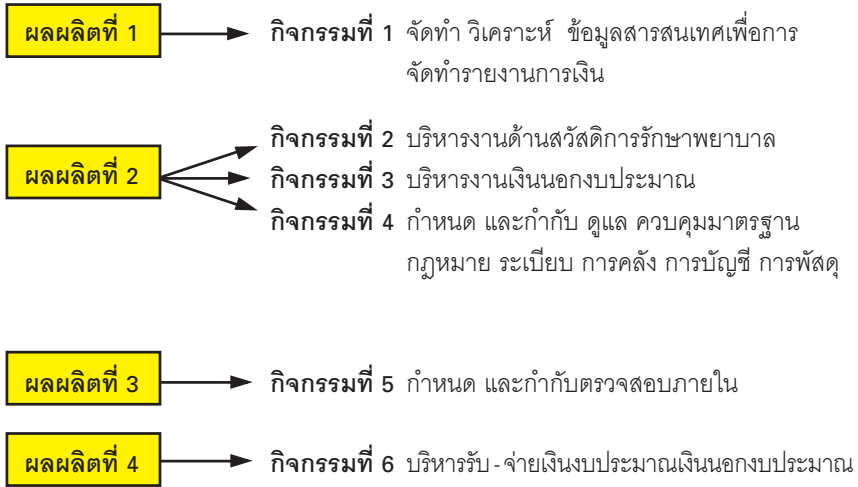 ผลผลิตที่ 1 กิจกรรมที่ 1 จัดทำ วิเคราะห์ ข้อมูลสารสนเทศเพื่อการ
จัดทำรายงานการเงิน
กิจกรรมที่ 2 บริหารงานด้านสวัสดิการรักษาพยาบาล
ผลผลิตที่ 2 กิจกรรมที่ 3 บริหารงานเงินนอกงบประมาณ
กิจกรรมที่ 4 กำหนด และกำกับ ดูแล ควบคุมมาตรฐาน
กฎหมาย ระเบียบ การคลัง การบัญชี การพัสดุ
ผลผลิตที่ 3 กิจกรรมที่ 5 กำหนด และกำกับตรวจสอบภายใน
ผลผลิตที่ 4 กิจกรรมที่ 6 บริหารรับ-จ่ายเงินงบประมาณเงินนอกงบประมาณ